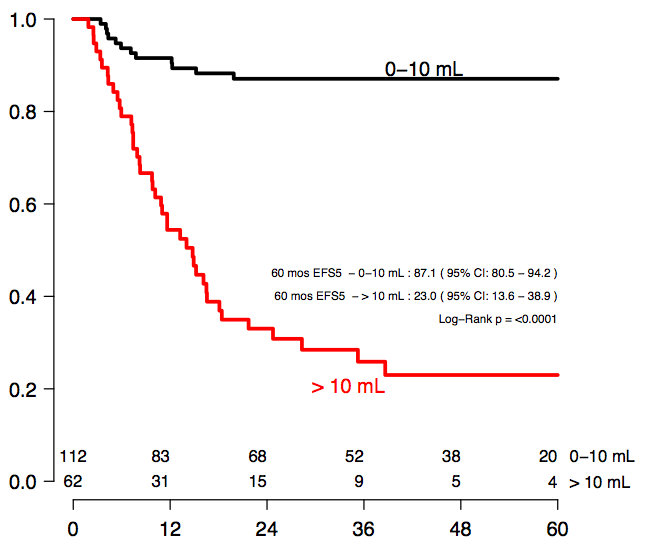 1.0
0–10 mL
0.8
0.6
60 mos EFS5 – 0–10 mL : 87.1 ( 95% CI: 80.5 – 94.2 )
0.4
60 mos EFS5 – > 10 mL : 23.0 ( 95% CI: 13.6 – 38.9 )
Log–Rank p = <0.0001
0.2
> 10 mL
112 83 68 52 38 20 0–10 mL
0.0
62 31 15 9 5 4 > 10 mL
0 12 24 36 48 60